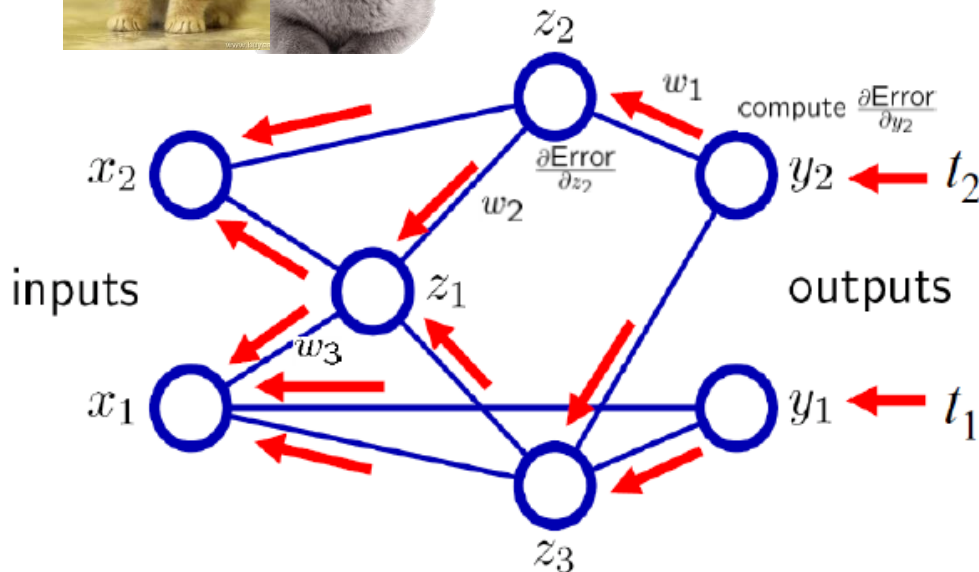 z₂
w₁
compute ∂Error/∂y₂
x₂
∂Error/∂z₂
y₂
t₂
w₂
inputs
z₁
outputs
w₃
x₁
y₁
t₁
z₃